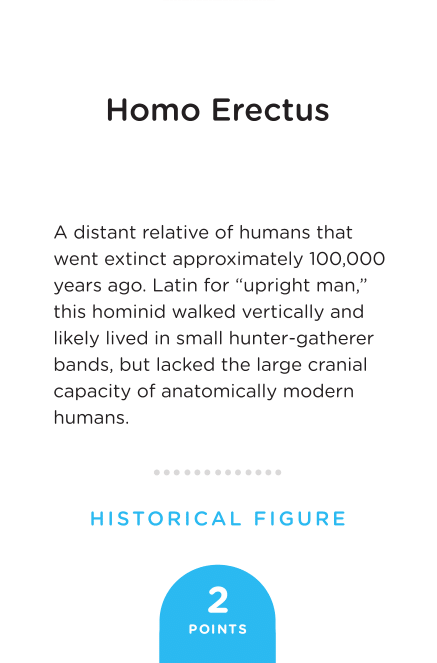 Homo Erectus
A distant relative of humans that
went extinct approximately 100,000
years ago. Latin for “upright man,”
this hominid walked vertically and
likely lived in small hunter-gatherer
bands, but lacked the large cranial
capacity of anatomically modern
humans.
HISTORICAL FIGURE
2
POINTS